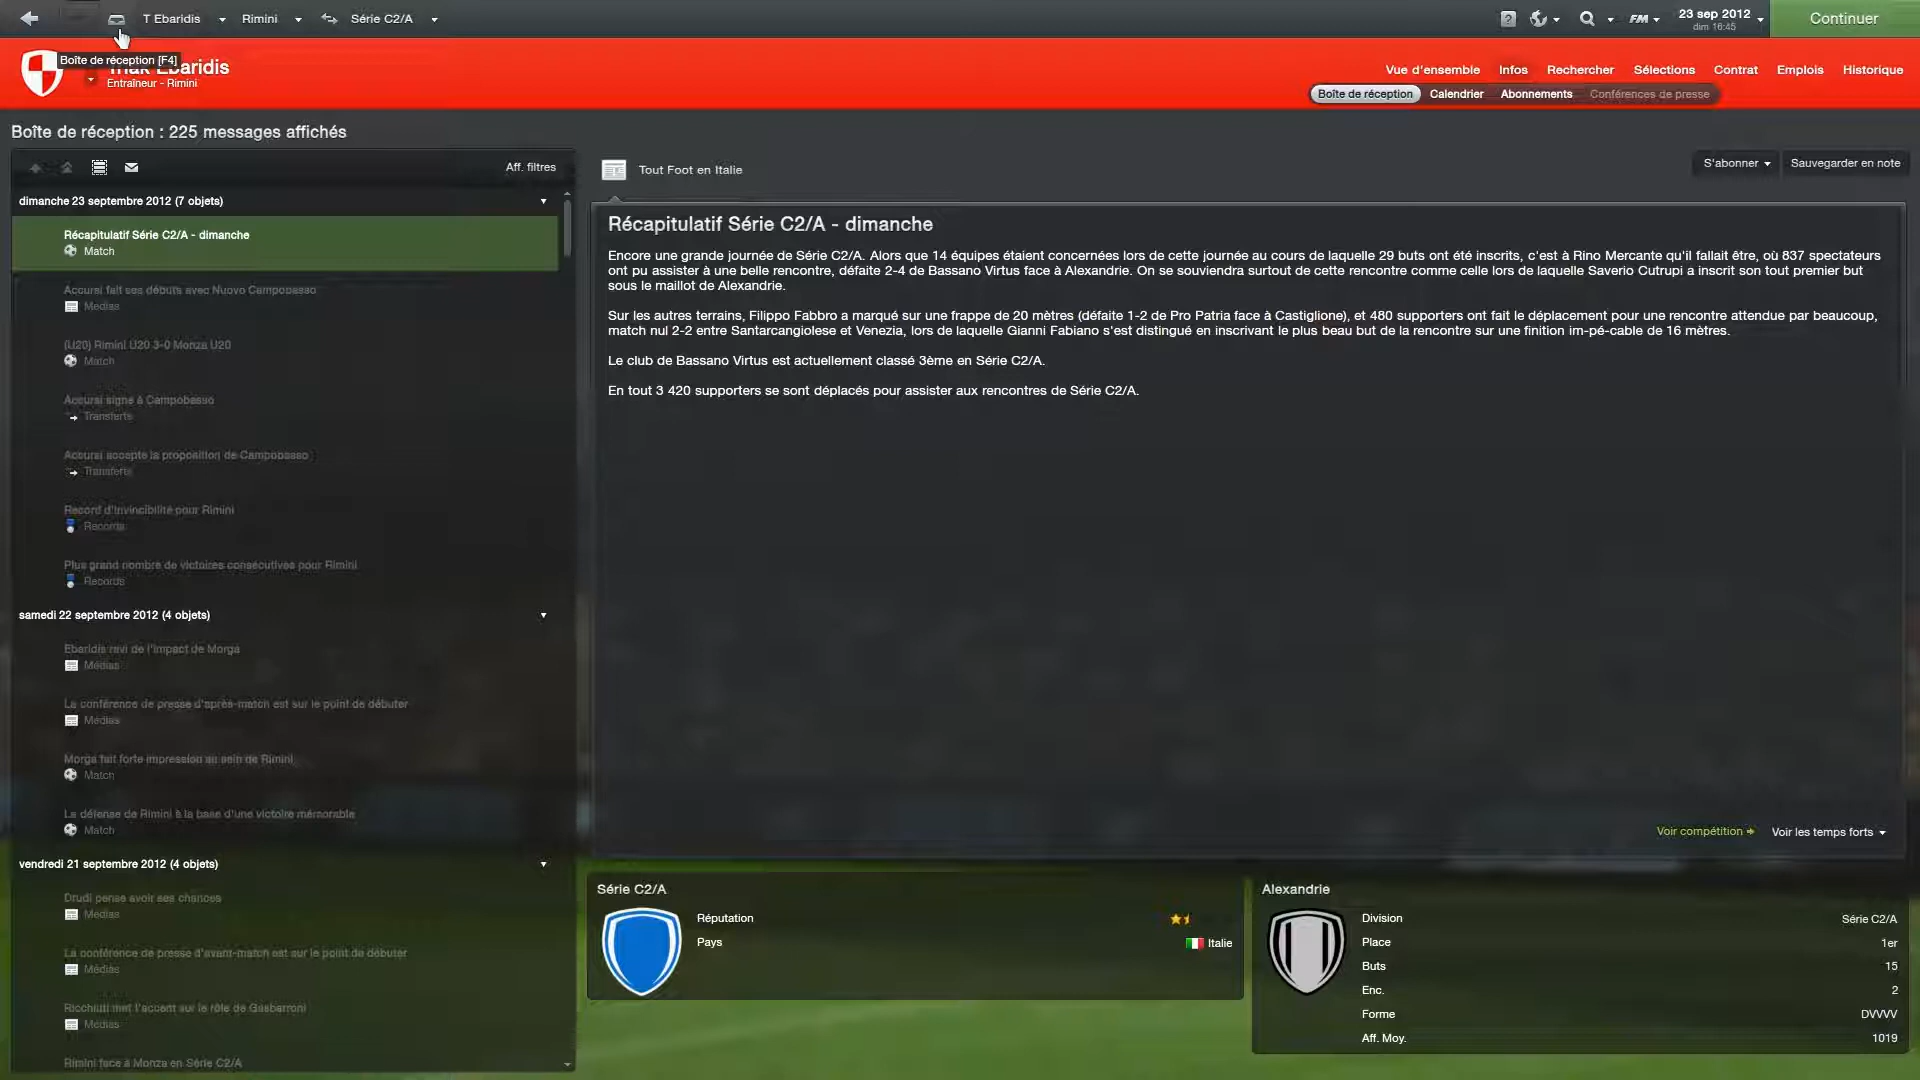 T Ebaridis
Rimini
Série C2/A
FM
23 sep 2012
dim 16:45
Continuer
Boîte de réception [F4]
Ebaridis
Entraîneur - Rimini
Vue d'ensemble
Infos
Rechercher
Sélections
Contrat
Emplois
Historique
Boîte de réception
Calendrier
Abonnements
Conférences de presse
Boîte de réception : 225 messages affichés
Aff. filtres
dimanche 23 septembre 2012 (7 objets)
Récapitulatif Série C2/A - dimanche
Match
Accursi fait ses débuts avec Nuovo Campobasso
Médias
(U20) Rimini U20 3-0 Monza U20
Match
Accursi signe à Campobasso
Transferts
Accursi accepte la proposition de Campobasso
Transferts
Record d'invincibilité pour Rimini
Records
Plus grand nombre de victoires consécutives pour Rimini
Records
samedi 22 septembre 2012 (4 objets)
Ebaridis ravi de l'impact de Morga
Médias
La conférence de presse d'après-match est sur le point de débuter
Médias
Morga fait forte impression au sein de Rimini
Match
La défense de Rimini à la base d'une victoire mémorable
Match
vendredi 21 septembre 2012 (4 objets)
Drudi pense avoir ses chances
Médias
La conférence de presse d'avant-match est sur le point de débuter
Médias
Ricchiuti met l'accent sur le rôle de Gasbarroni
Médias
Rimini face à Monza en Série C2/A
Tout Foot en Italie
S'abonner
Sauvegarder en note
Récapitulatif Série C2/A - dimanche
Encore une grande journée de Série C2/A. Alors que 14 équipes étaient concernées lors de cette journée au cours de laquelle 29 buts ont été inscrits, c'est à Rino Mercante qu'il fallait être, où 837 spectateurs
ont pu assister à une belle rencontre, défaite 2-4 de Bassano Virtus face à Alexandrie. On se souviendra surtout de cette rencontre comme celle lors de laquelle Saverio Cutrupi a inscrit son tout premier but
sous le maillot de Alexandrie.
Sur les autres terrains, Filippo Fabbro a marqué sur une frappe de 20 mètres (défaite 1-2 de Pro Patria face à Castiglione), et 480 supporters ont fait le déplacement pour une rencontre attendue par beaucoup,
match nul 2-2 entre Santarcangiolese et Venezia, lors de laquelle Gianni Fabiano s'est distingué en inscrivant le plus beau but de la rencontre sur une finition im-pé-cable de 16 mètres.
Le club de Bassano Virtus est actuellement classé 3ème en Série C2/A.
En tout 3 420 supporters se sont déplacés pour assister aux rencontres de Série C2/A.
Voir compétition
Voir les temps forts
Série C2/A
Réputation
Pays
Italie
Alexandrie
Division
Série C2/A
Place
1er
Buts
15
Enc.
2
Forme
DVVVV
Aff. Moy.
1019